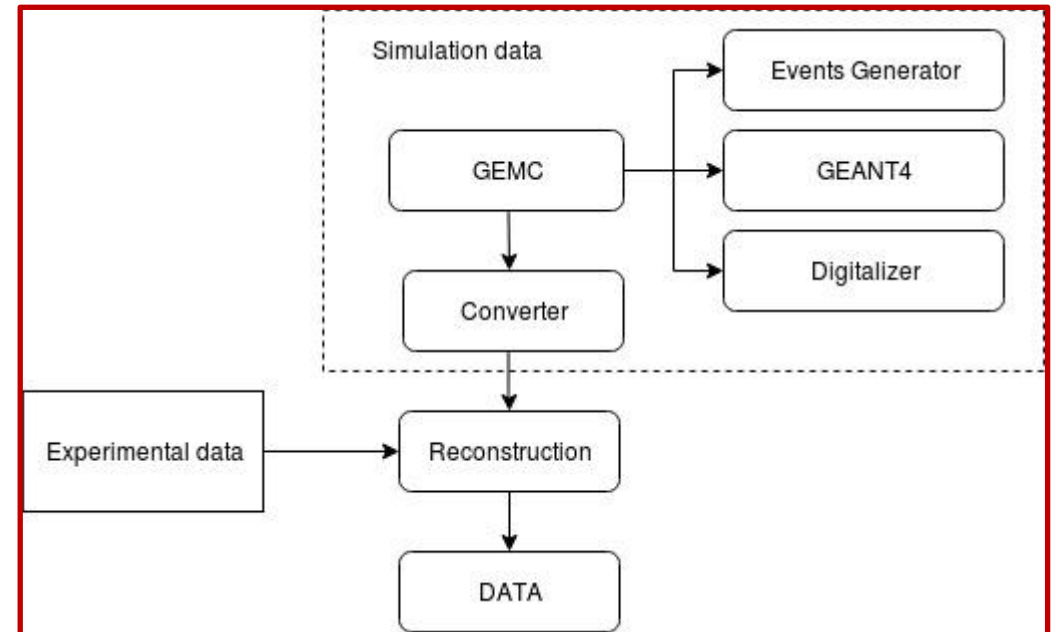 Simulation data
Events Generator
GEMC
GEANT4
Digitalizer
Converter
Experimental data
Reconstruction
DATA